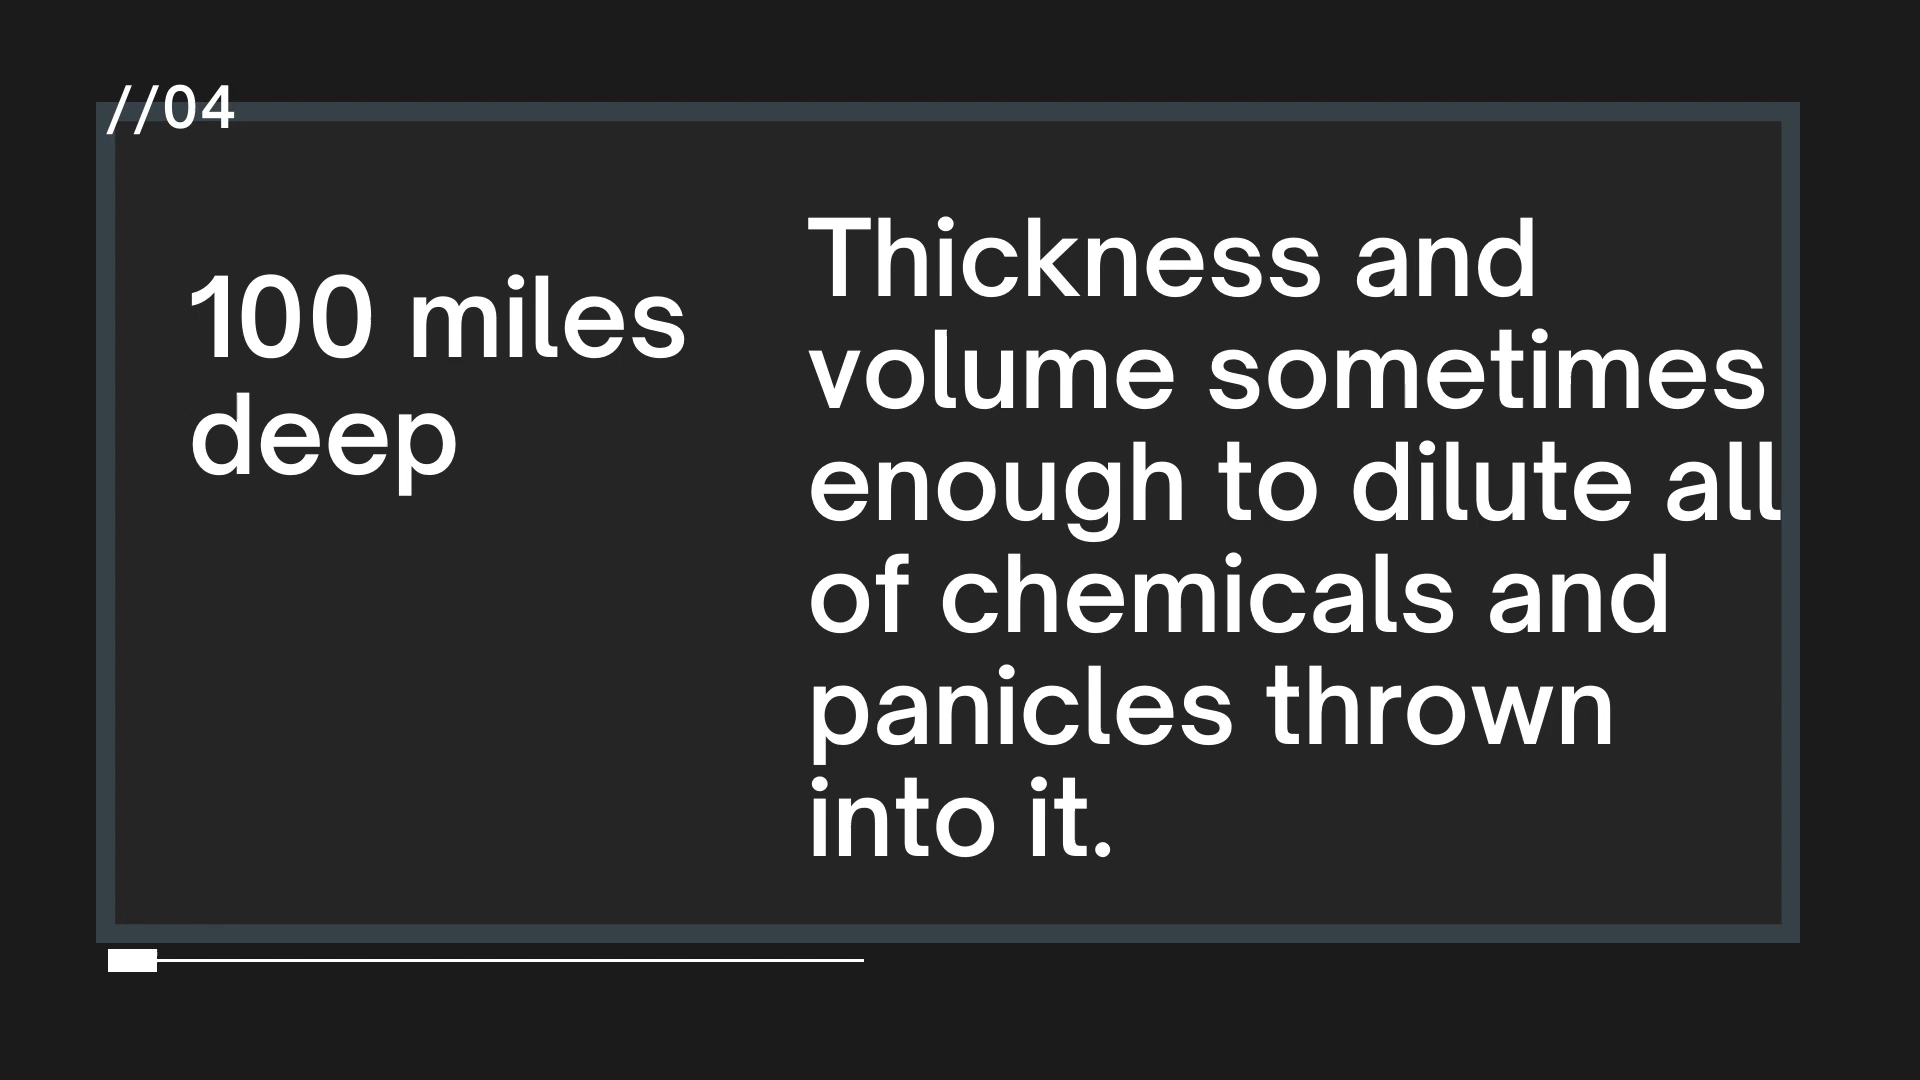 //04
100 miles
deep
Thickness and
volume sometimes
enough to dilute all
of chemicals and
panicles thrown
into it.